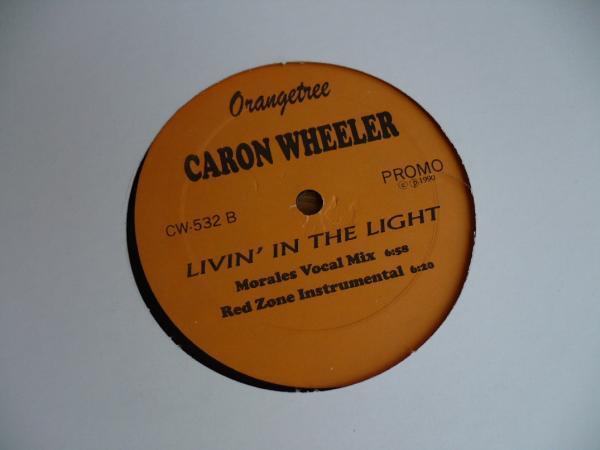 Orangetree
CARON WHEELER
PROMO
© ℗ 1990
CW-532 B
LIVIN' IN THE LIGHT
Morales Vocal Mix 6:58
Red Zone Instrumental 6:20